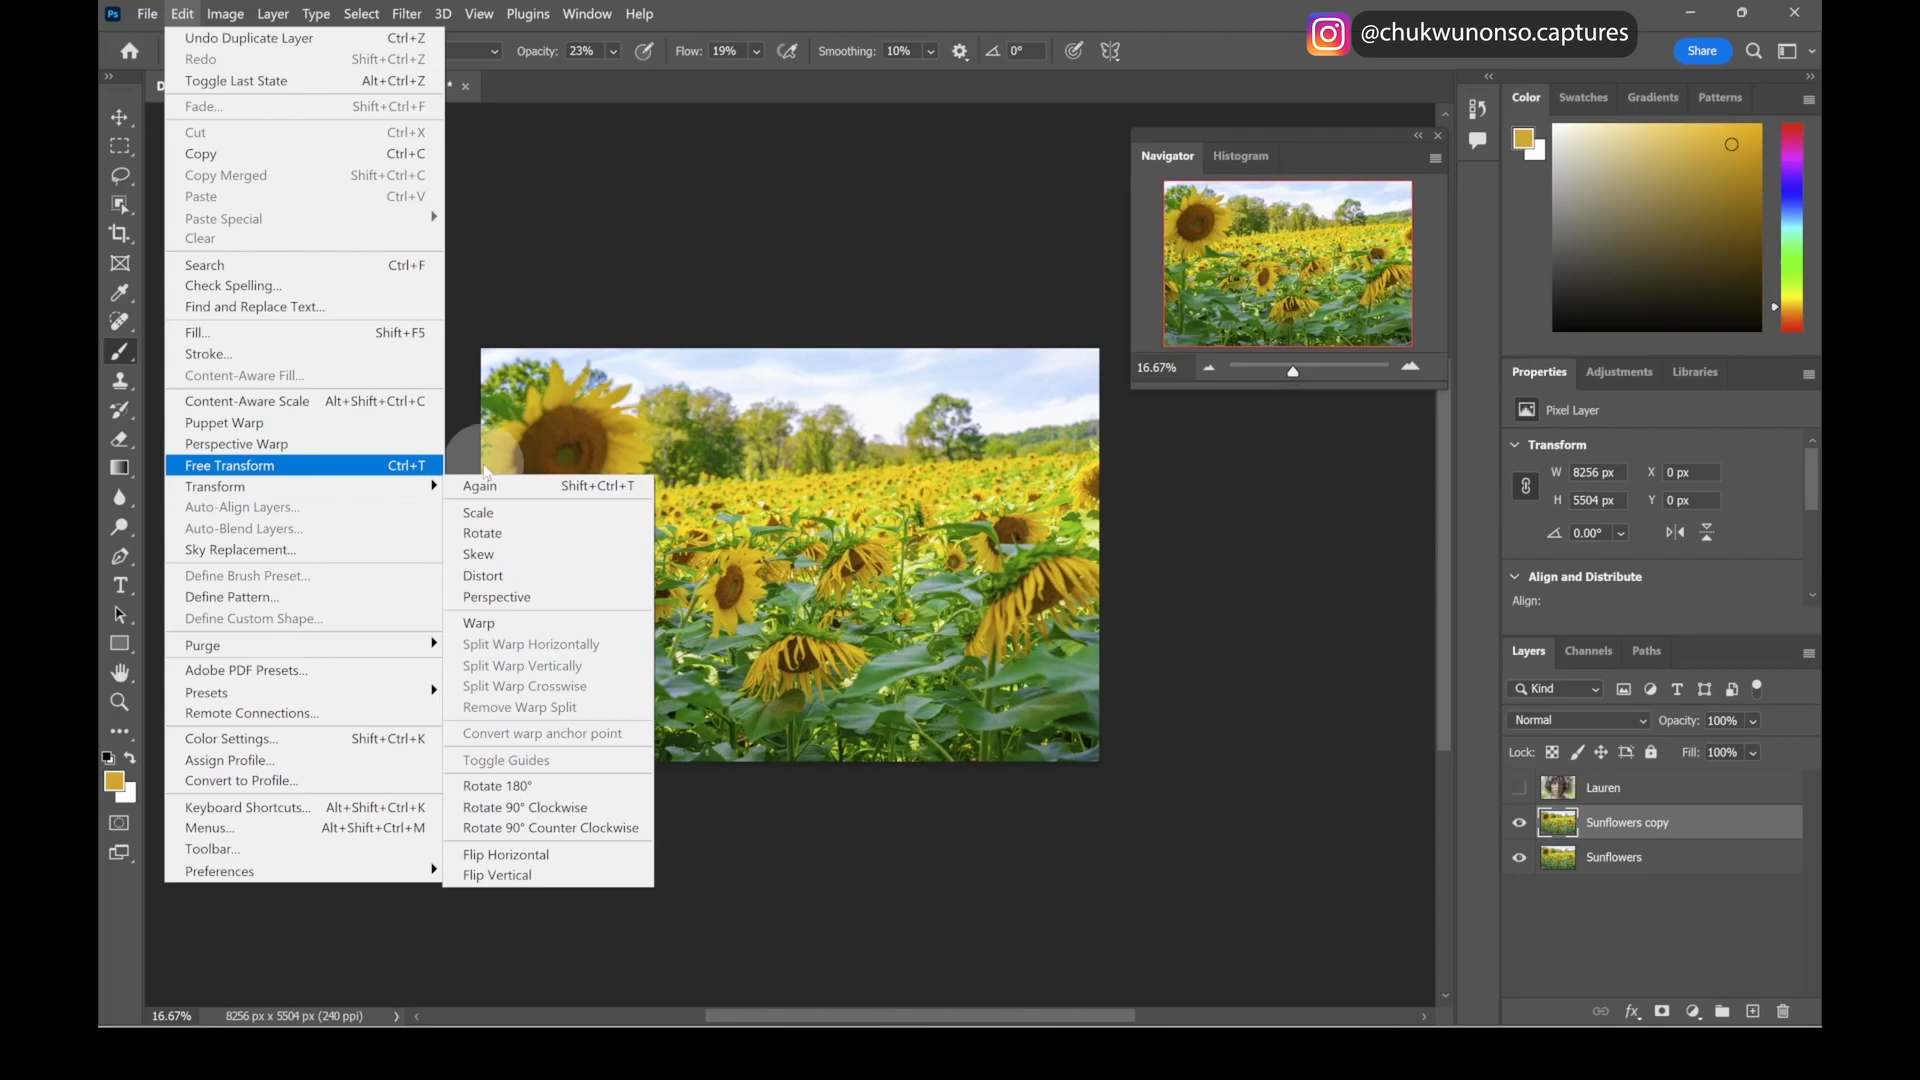 Ps File Edit Image Layer Type Select Filter 3D View Plugins Window Help
@chukwunonso.captures
Opacity: 23% Flow: 19% Smoothing: 10% 0° Share
Undo Duplicate Layer Ctrl+Z
Redo Shift+Ctrl+Z
Toggle Last State Alt+Ctrl+Z
Fade... Shift+Ctrl+F
Cut Ctrl+X
Copy Ctrl+C
Copy Merged Shift+Ctrl+C
Paste Ctrl+V
Paste Special
Clear
Search Ctrl+F
Check Spelling...
Find and Replace Text...
Fill... Shift+F5
Stroke...
Content-Aware Fill...
Content-Aware Scale Alt+Shift+Ctrl+C
Puppet Warp
Perspective Warp
Free Transform Ctrl+T
Transform
Auto-Align Layers...
Auto-Blend Layers...
Sky Replacement...
Define Brush Preset...
Define Pattern...
Define Custom Shape...
Purge
Adobe PDF Presets...
Presets
Remote Connections...
Color Settings... Shift+Ctrl+K
Assign Profile...
Convert to Profile...
Keyboard Shortcuts... Alt+Shift+Ctrl+K
Menus... Alt+Shift+Ctrl+M
Toolbar...
Preferences
Again Shift+Ctrl+T
Scale
Rotate
Skew
Distort
Perspective
Warp
Split Warp Horizontally
Split Warp Vertically
Split Warp Crosswise
Remove Warp Split
Convert warp anchor point
Toggle Guides
Rotate 180°
Rotate 90° Clockwise
Rotate 90° Counter Clockwise
Flip Horizontal
Flip Vertical
Navigator Histogram
16.67%
Color Swatches Gradients Patterns
Properties Adjustments Libraries
Pixel Layer
Transform
W 8256 px X 0 px
H 5504 px Y 0 px
0.00°
Align and Distribute
Align:
Layers Channels Paths
Kind
Normal Opacity: 100%
Lock: Fill: 100%
Lauren
Sunflowers copy
Sunflowers
fx
16.67% 8256 px x 5504 px (240 ppi)